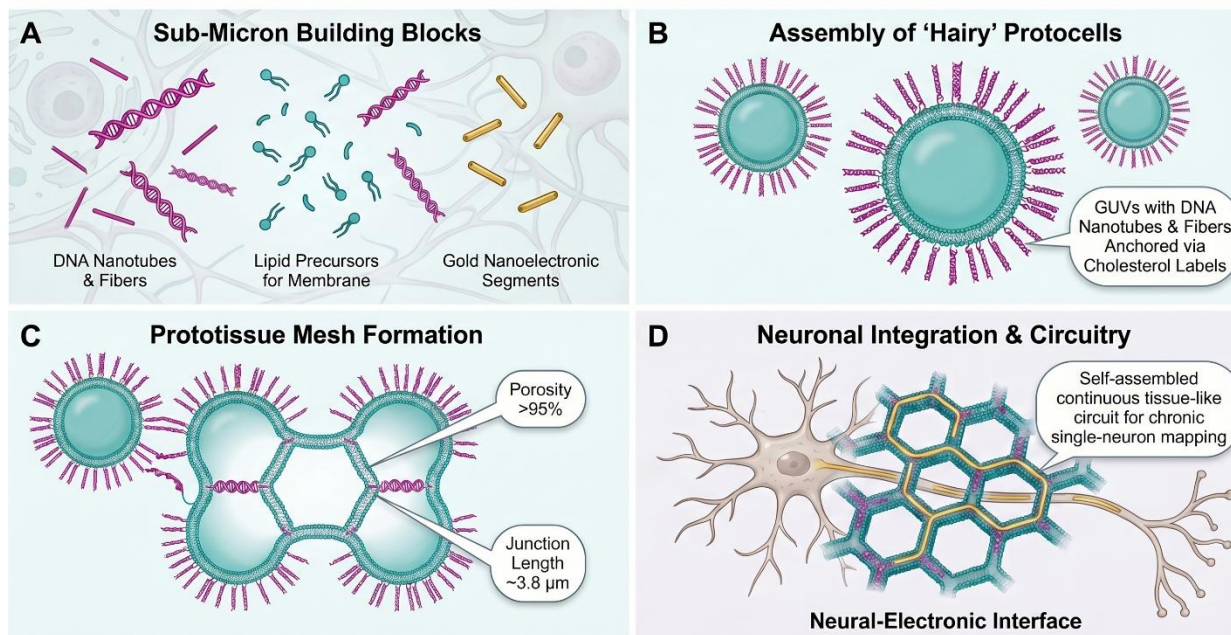 A
Sub-Micron Building Blocks
DNA Nanotubes
& Fibers
Lipid Precursors
for Membrane
Gold Nanoelectronic
Segments
B
Assembly of ‘Hairy’ Protocells
GUVs with DNA
Nanotubes & Fibers
Anchored via
Cholesterol Labels
C
Prototissue Mesh Formation
Porosity
>95%
Junction
Length
~3.8 µm
D
Neuronal Integration & Circuitry
Self-assembled
continuous tissue-like
circuit for chronic
single-neuron mapping
Neural-Electronic Interface